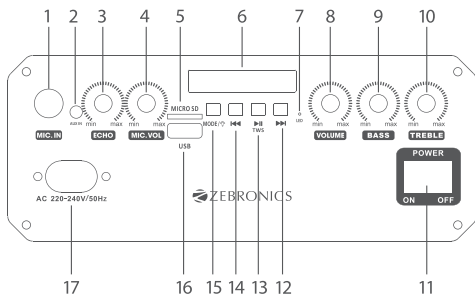 1 2 3 4 5 6 7 8 9 10
MICRO SD
AUX IN
LED
min max min max MODE/ TWS min max min max min max
MIC. IN ECHO MIC.VOL USB VOLUME BASS TREBLE
POWER
ZEBRONICS
AC 220-240V/50Hz
ON OFF
17 16 15 14 13 12 11